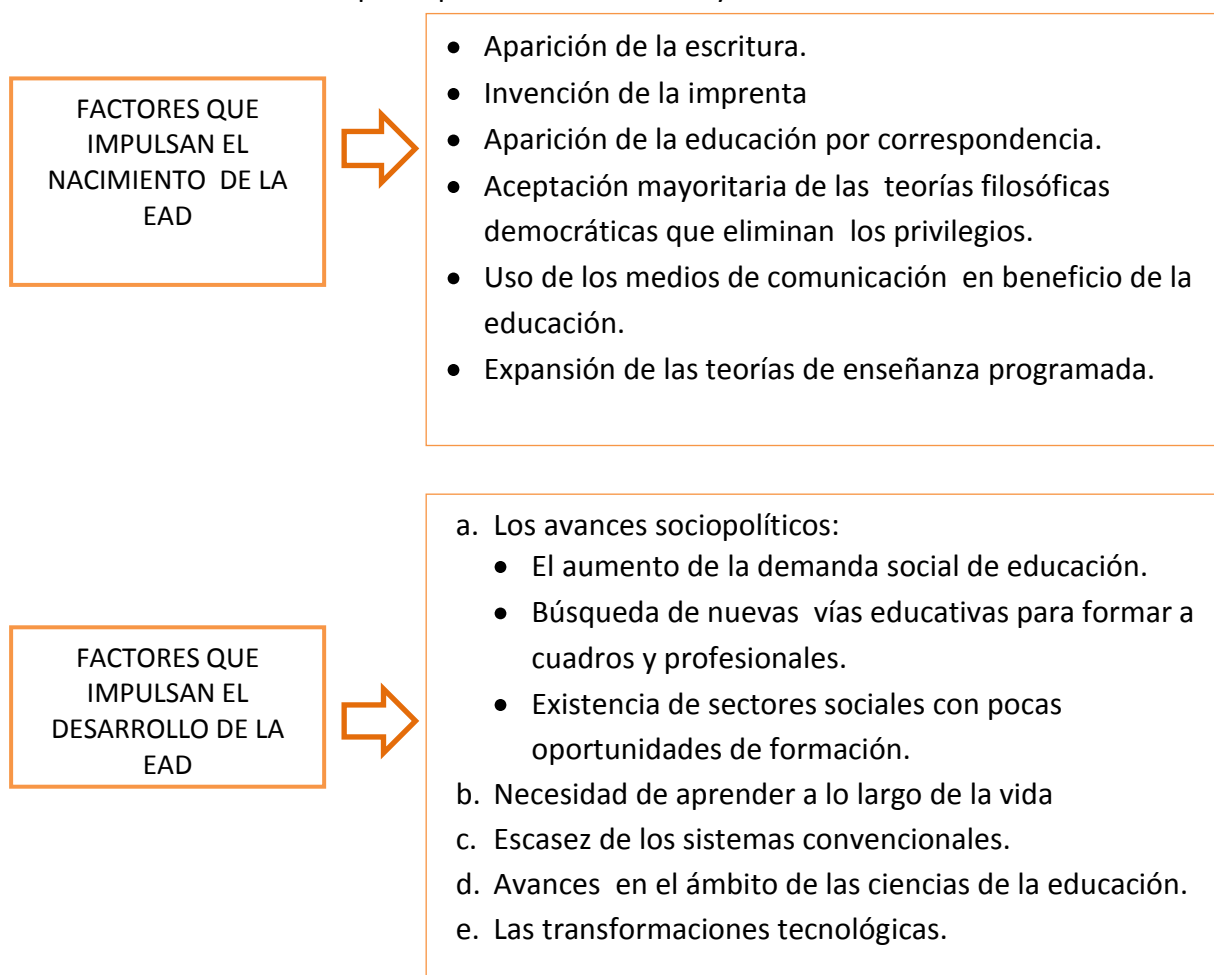 FACTORES QUE
IMPULSAN EL
NACIMIENTO DE LA
EAD
• Aparición de la escritura.
• Invención de la imprenta
• Aparición de la educación por correspondencia.
• Aceptación mayoritaria de las teorías filosóficas
democráticas que eliminan los privilegios.
• Uso de los medios de comunicación en beneficio de la
educación.
• Expansión de las teorías de enseñanza programada.
FACTORES QUE
IMPULSAN EL
DESARROLLO DE LA
EAD
a. Los avances sociopolíticos:
• El aumento de la demanda social de educación.
• Búsqueda de nuevas vías educativas para formar a
cuadros y profesionales.
• Existencia de sectores sociales con pocas
oportunidades de formación.
b. Necesidad de aprender a lo largo de la vida
c. Escasez de los sistemas convencionales.
d. Avances en el ámbito de las ciencias de la educación.
e. Las transformaciones tecnológicas.